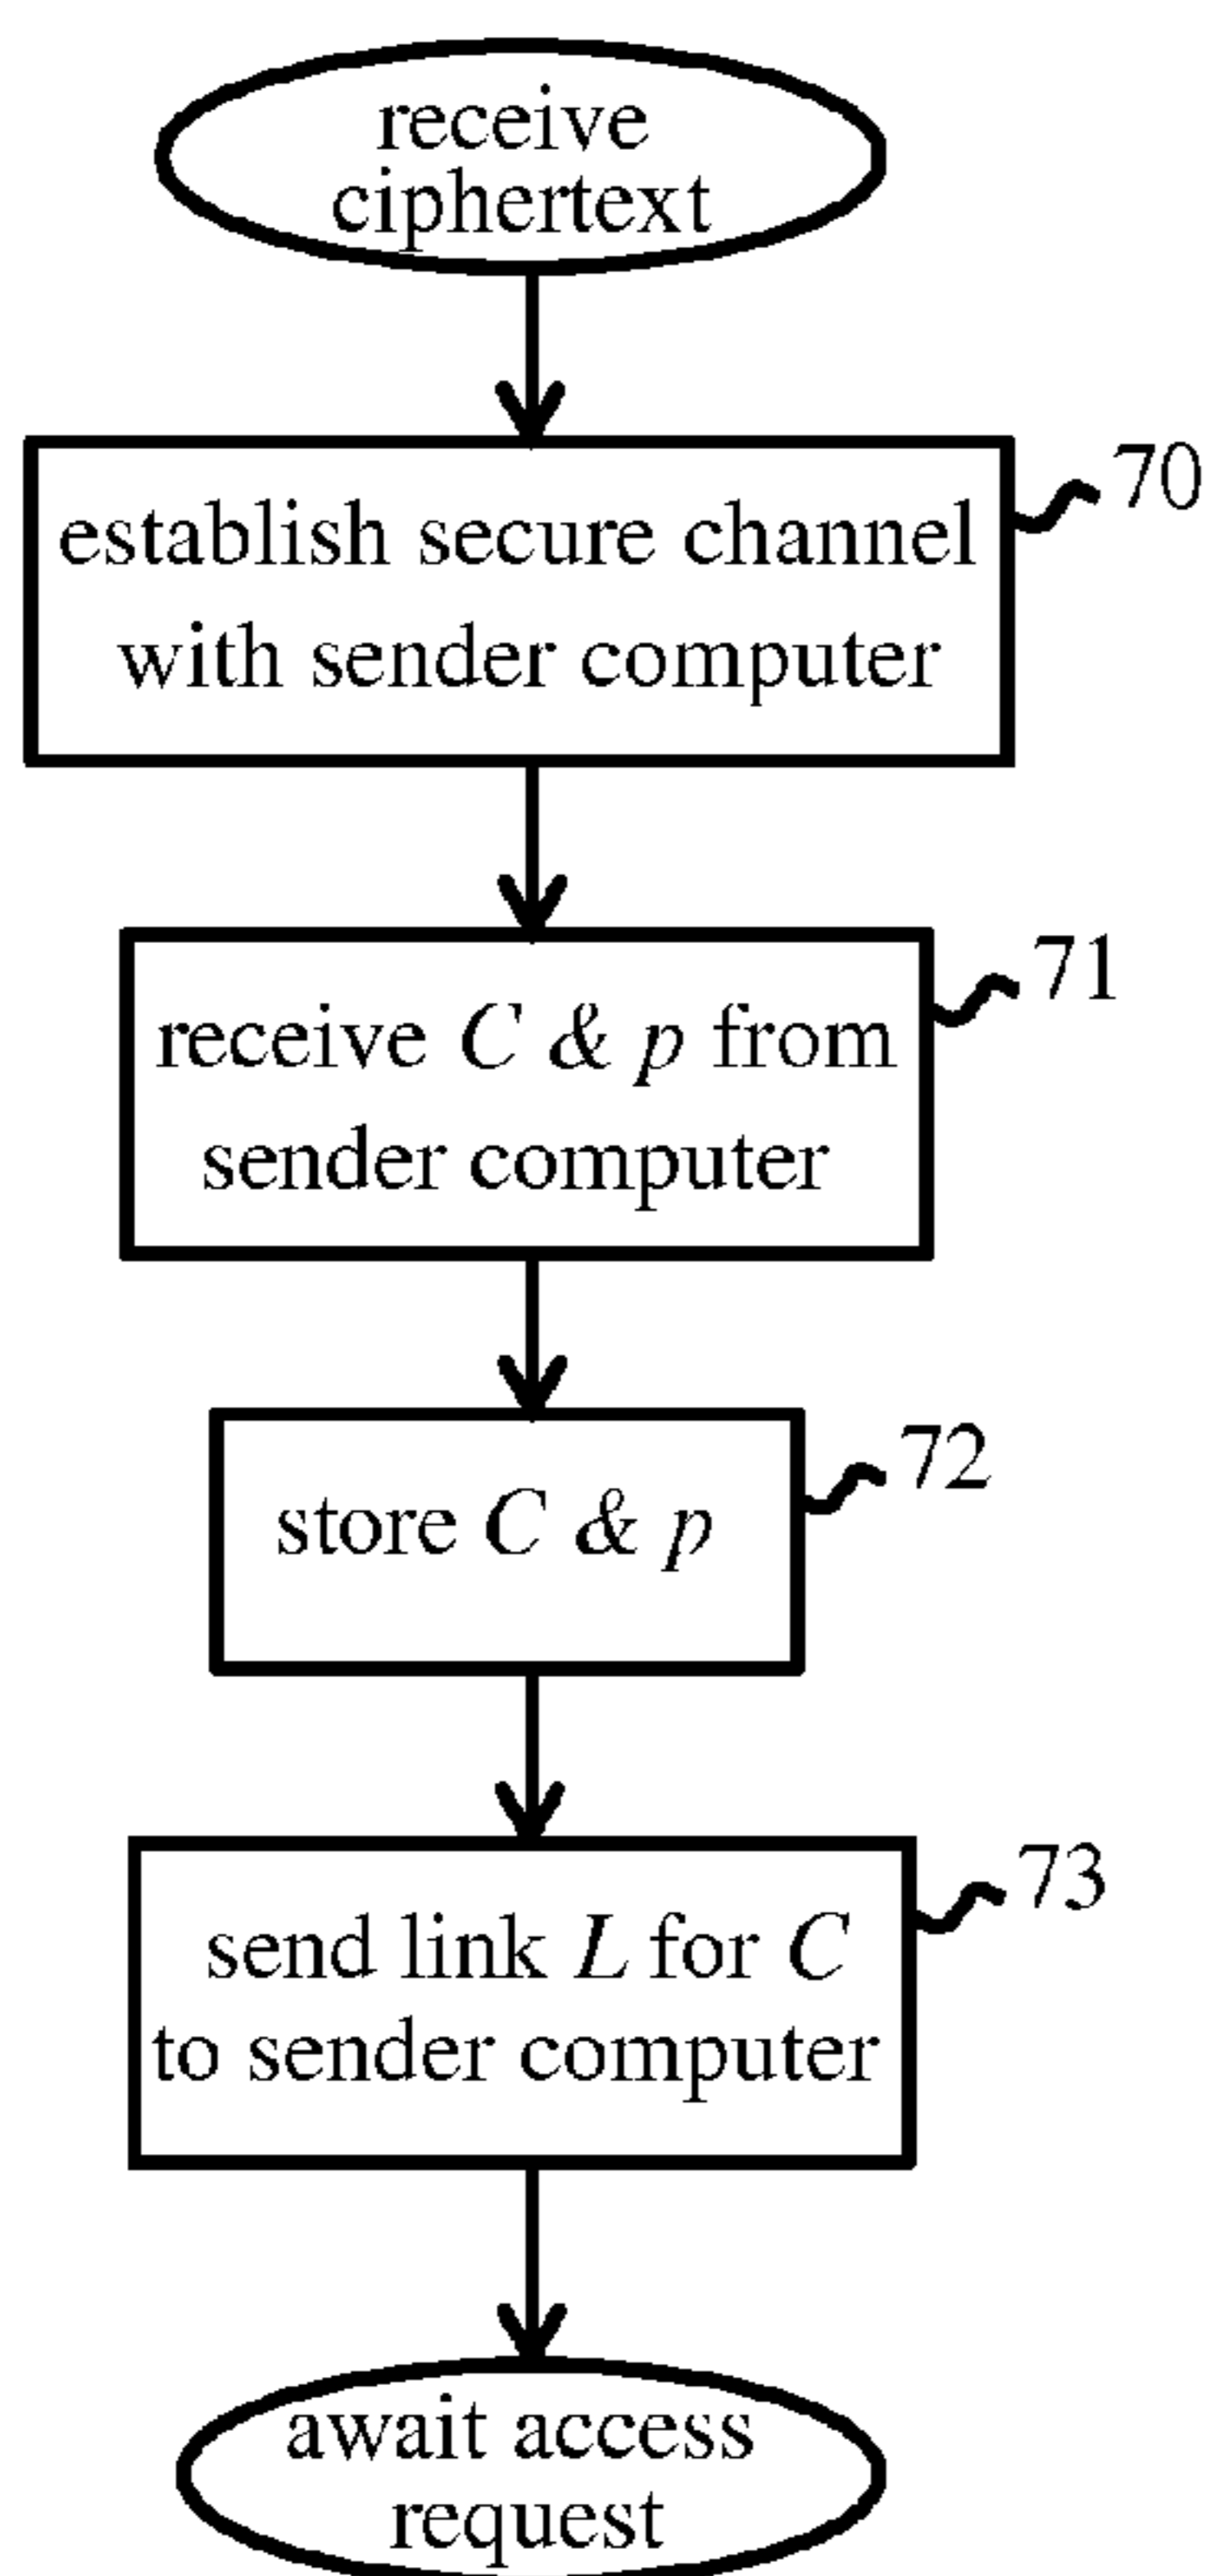 receive
ciphertext
establish secure channel
with sender computer
70
receive C & p from
sender computer
71
store C & p
72
send link L for C
to sender computer
73
await access
request